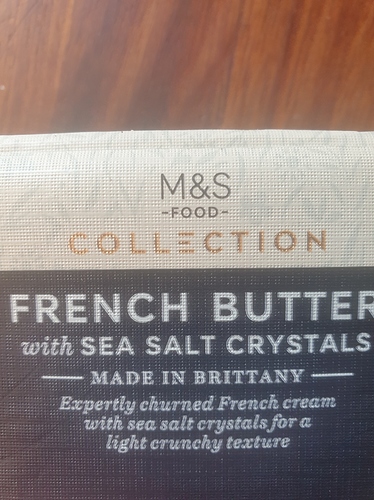 M&S
-FOOD-
COLLECTION
FRENCH BUTTER
with SEA SALT CRYSTALS
MADE IN BRITTANY
Expertly churned French cream
with sea salt crystals for a
light crunchy texture